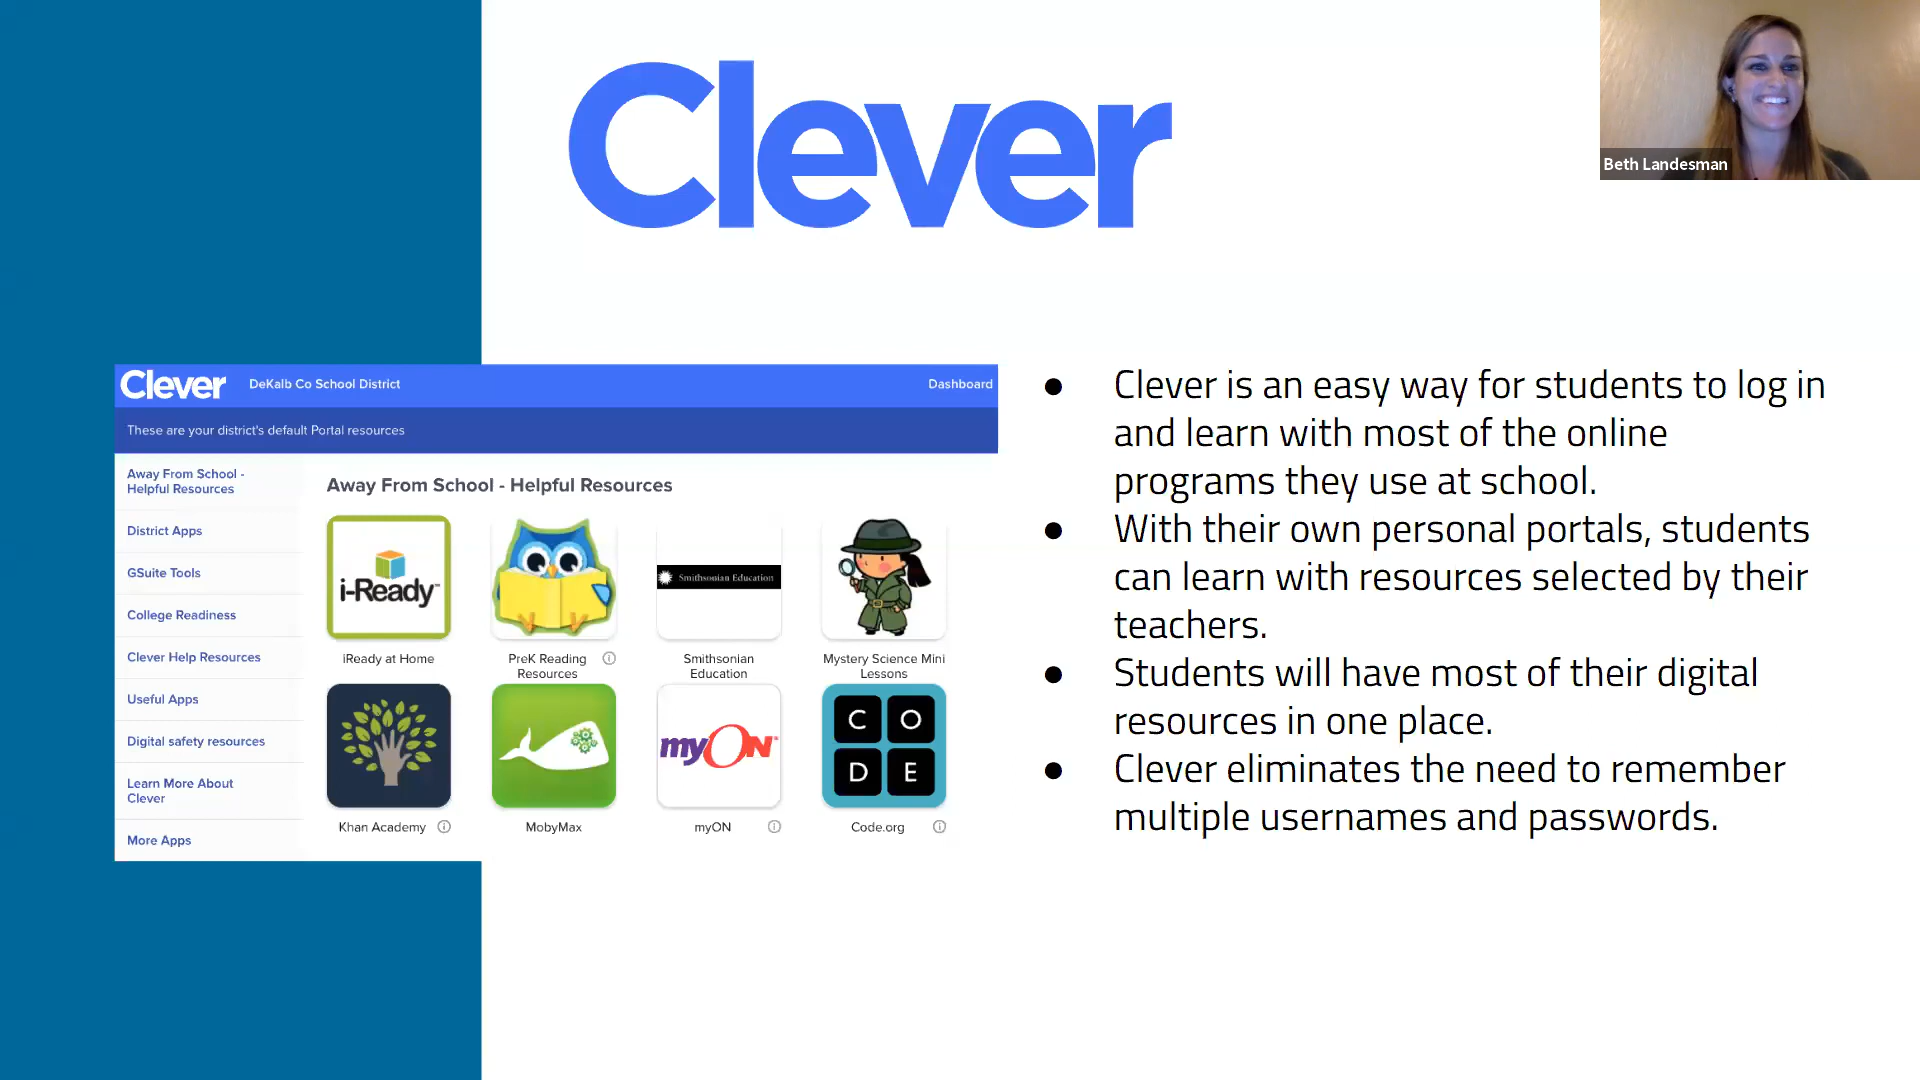 Clever
Beth Landesman
Clever DeKalb Co School District Dashboard
These are your district's default Portal resources
Away From School -
Helpful Resources
District Apps
GSuite Tools
College Readiness
Clever Help Resources
Useful Apps
Digital safety resources
Learn More About
Clever
More Apps
Away From School - Helpful Resources
i-Ready™
Smithsonian Education
iReady at Home
PreK Reading
Resources
Smithsonian
Education
Mystery Science Mini
Lessons
myON
C O
D E
Khan Academy
MobyMax
myON
Code.org
● Clever is an easy way for students to log in
and learn with most of the online
programs they use at school.
● With their own personal portals, students
can learn with resources selected by their
teachers.
● Students will have most of their digital
resources in one place.
● Clever eliminates the need to remember
multiple usernames and passwords.